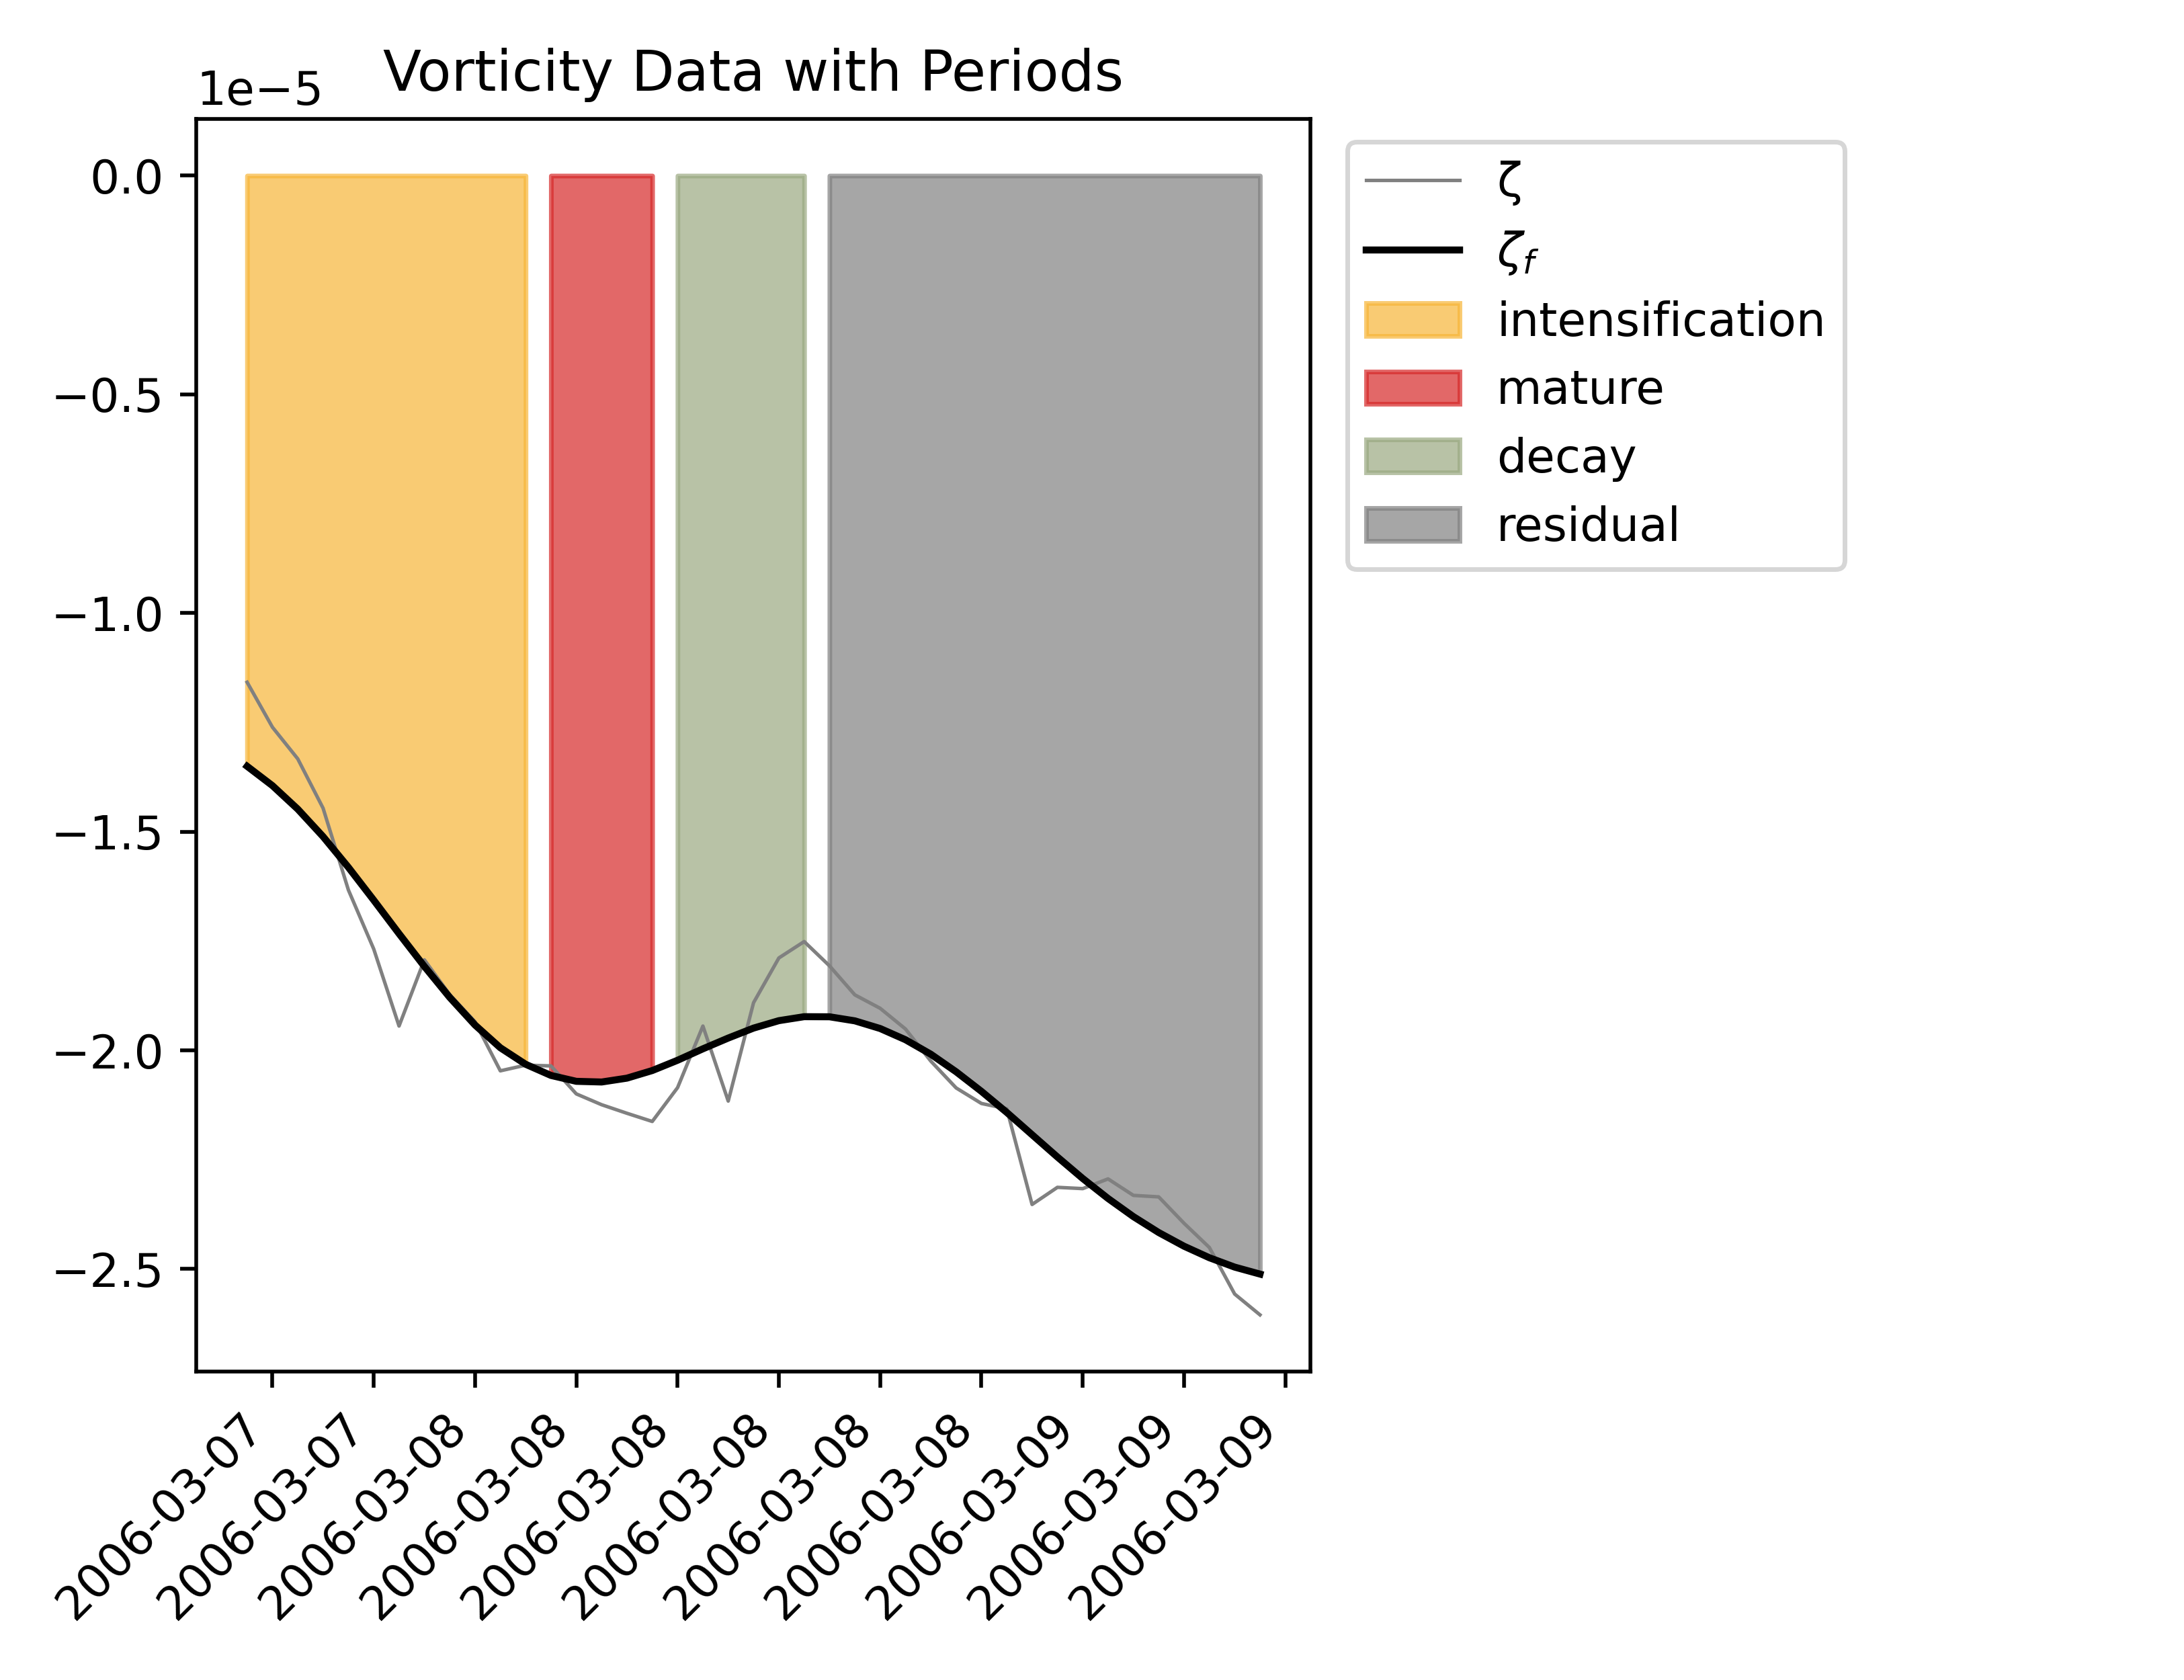 Vorticity Data with Periods
1e−5
0.0
−0.5
−1.0
−1.5
−2.0
−2.5
2006-03-07
2006-03-07
2006-03-08
2006-03-08
2006-03-08
2006-03-08
2006-03-08
2006-03-08
2006-03-09
2006-03-09
2006-03-09
ζ
ζf
intensification
mature
decay
residual